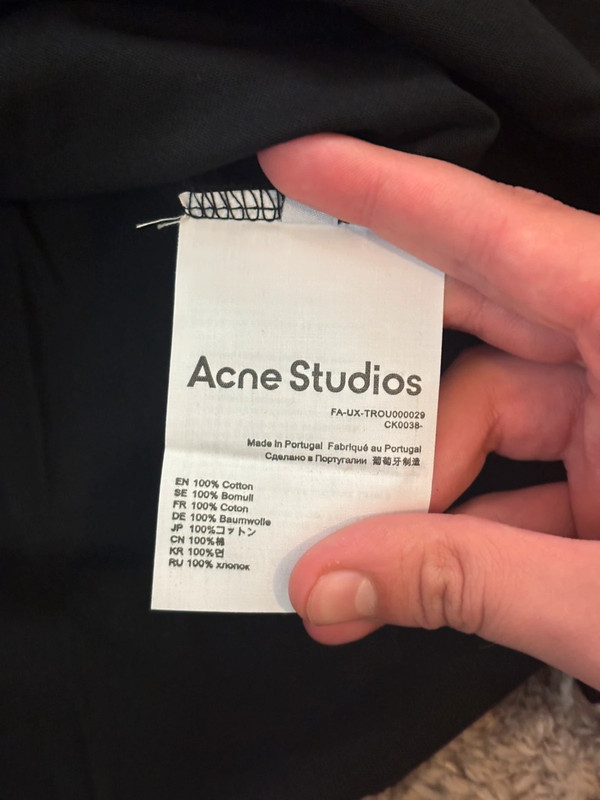 Acne Studios
FA-UX-TROU000029
CK0038-
Made in Portugal Fabriqué au Portugal
Сделано в Португалии 葡萄牙制造
EN 100% Cotton
SE 100% Bomull
FR 100% Coton
DE 100% Baumwolle
JP 100%コットン
CN 100%棉
KR 100%면
RU 100% хлопок